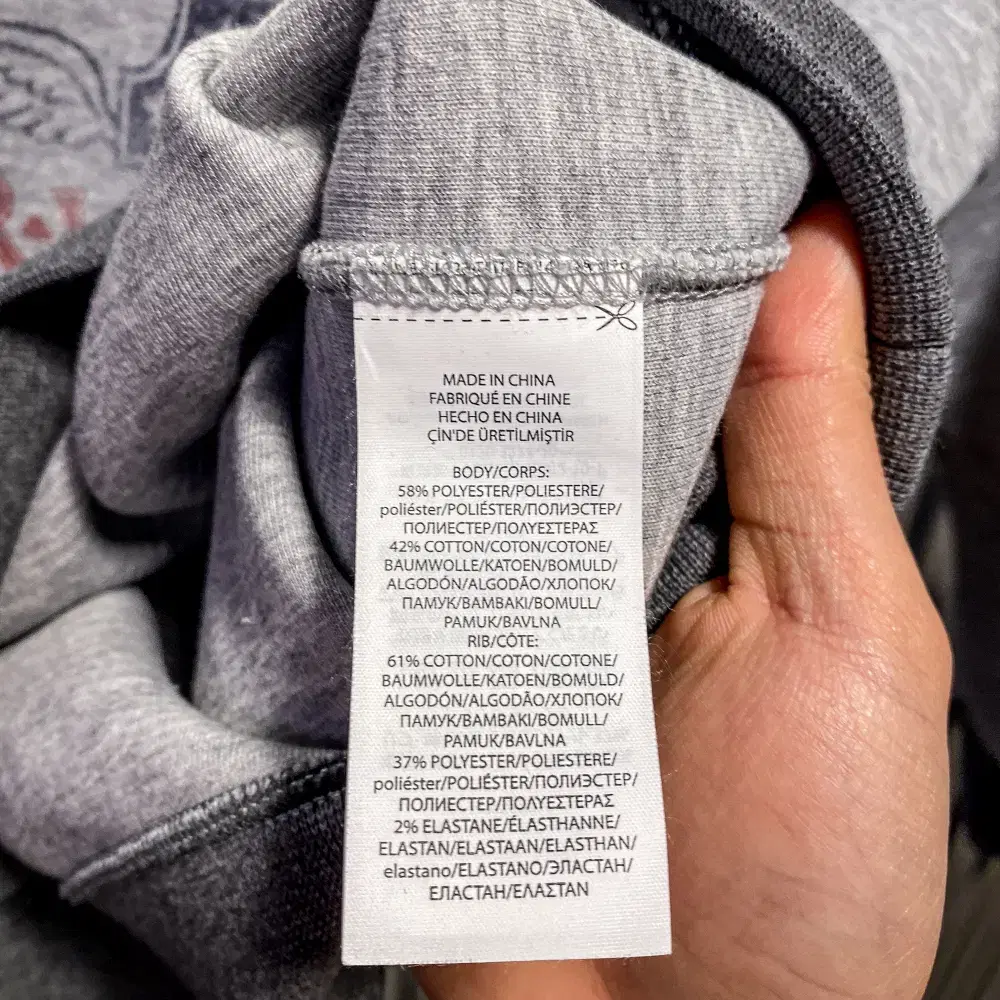 MADE IN CHINA
FABRIQUÉ EN CHINE
HECHO EN CHINA
ÇİN'DE ÜRETİLMİŞTİR
BODY/CORPS:
58% POLYESTER/POLIESTERE/
poliéster/POLIÉSTER/ПОЛИЭСТЕР/
ПОЛИЕСТЕР/ΠΟΛΥΕΣΤΕΡΑΣ
42% COTTON/COTON/COTONE/
BAUMWOLLE/KATOEN/BOMULD/
ALGODÓN/ALGODÃO/ХЛОПОК/
ПАМУК/BAMBAKI/BOMULL/
PAMUK/BAVLNA
RIB/CÔTE:
61% COTTON/COTON/COTONE/
BAUMWOLLE/KATOEN/BOMULD/
ALGODÓN/ALGODÃO/ХЛОПОК/
ПАМУК/BAMBAKI/BOMULL/
PAMUK/BAVLNA
37% POLYESTER/POLIESTERE/
poliéster/POLIÉSTER/ПОЛИЭСТЕР/
ПОЛИЕСТЕР/ΠΟΛΥΕΣΤΕΡΑΣ
2% ELASTANE/ÉLASTHANNE/
ELASTAN/ELASTAAN/ELASTHAN/
elastano/ELASTANO/ЭЛАСТАН/
ЕЛАСТАН/ΕΛΑΣΤΑΝ